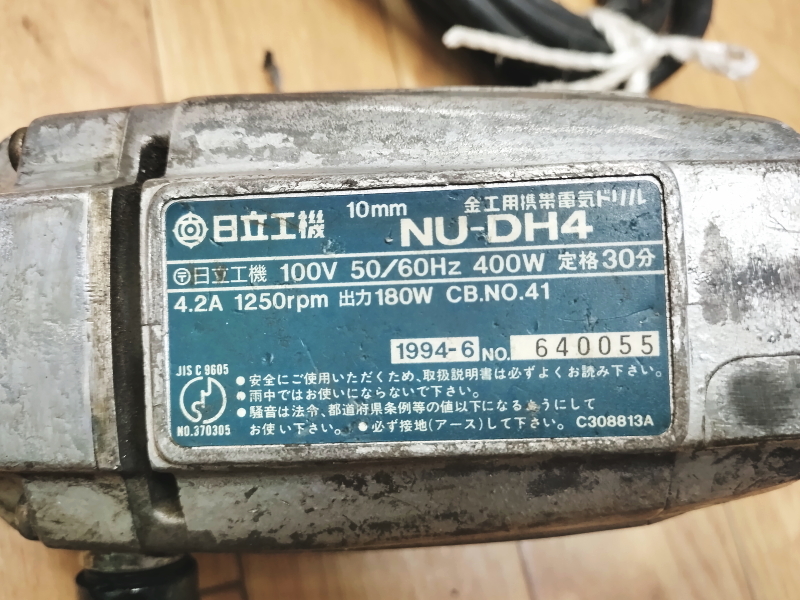 金工用携帯電気ドリル
日立工機 10mm NU-DH4
〒日立工機 100V 50/60Hz 400W 定格30分
4.2A 1250rpm 出力180W CB.NO.41
1994-6 NO. 640055
JIS C 9605
NO.370305
●安全にご使用いただくため、取扱説明書は必ずよくお読み下さい。
●雨中ではお使いにならないで下さい。
●騒音は法令、都道府県条例等の値以下になるようにして
お使い下さい。 ●必ず接地(アース)して下さい。 C308813A